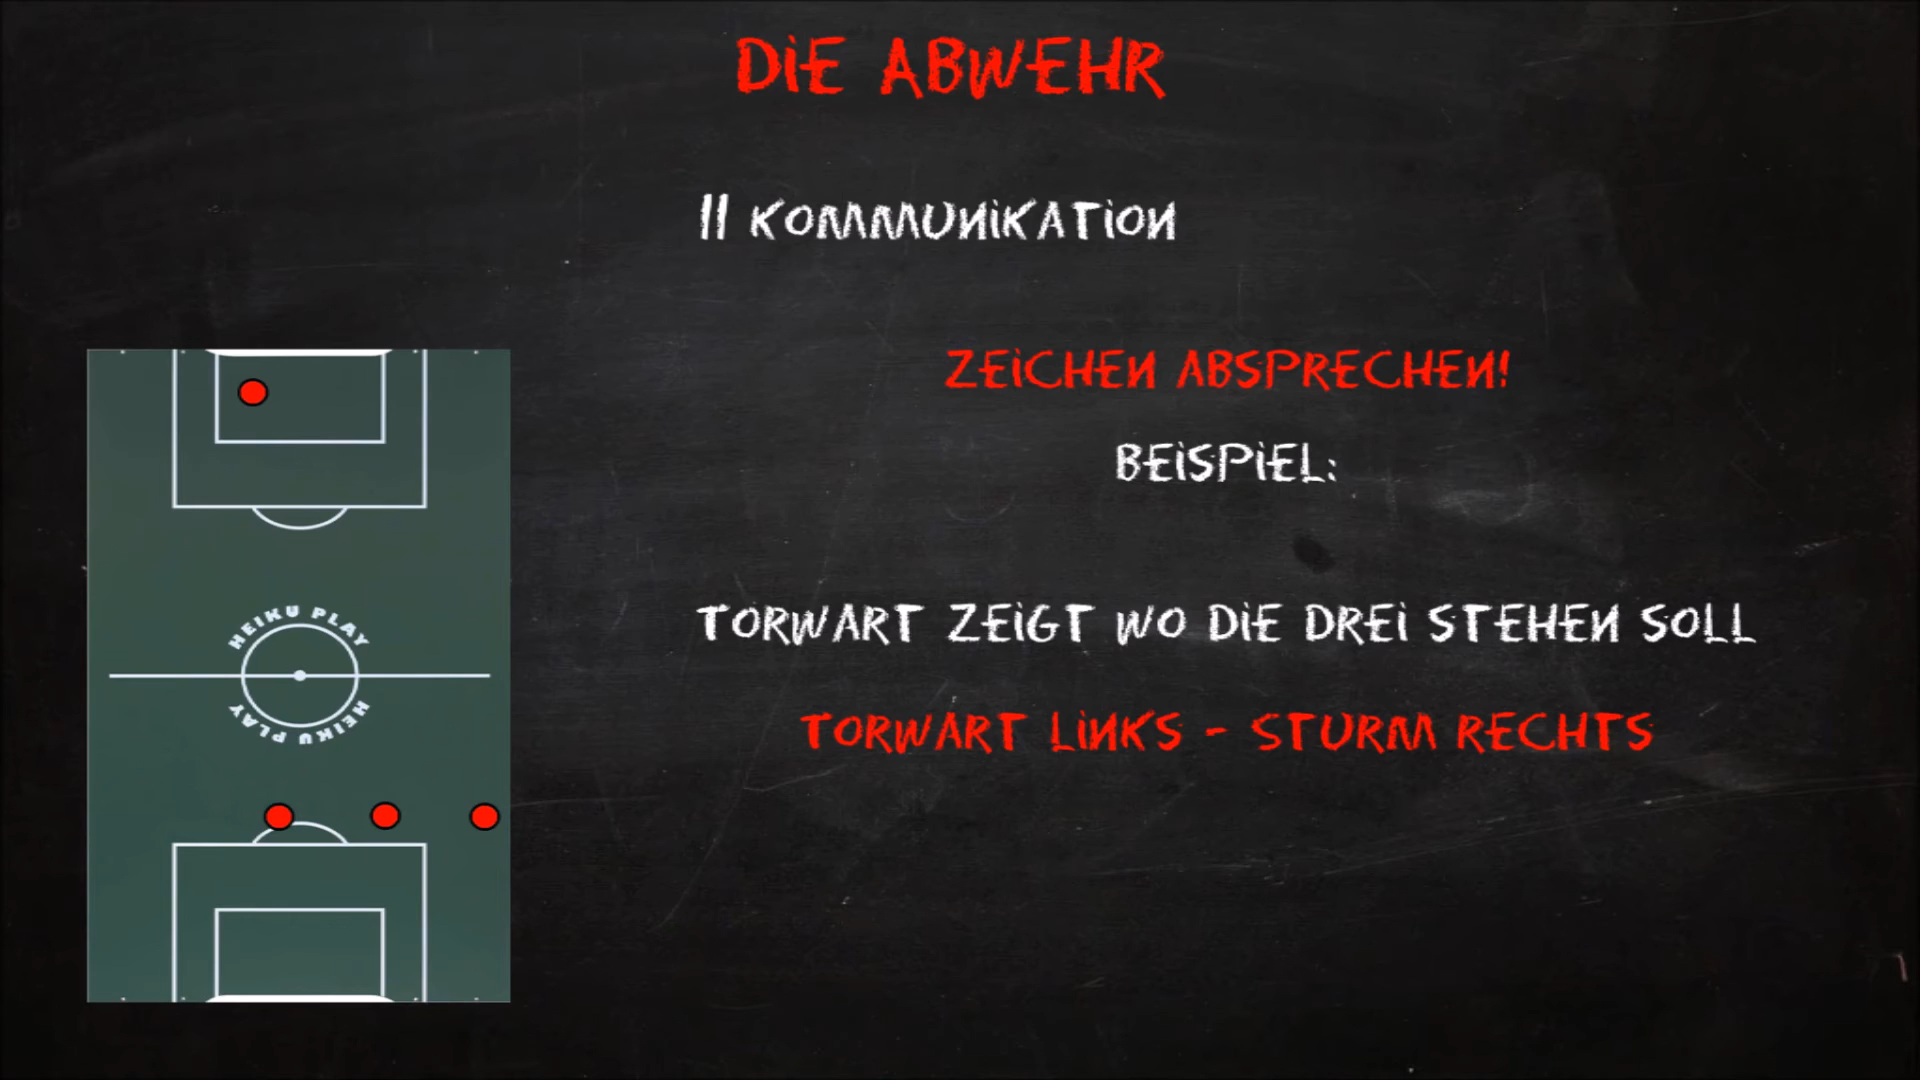 DIE ABWEHR
II KOMMUNIKATION
ZEICHEN ABSPRECHEN!
BEISPIEL:
TORWART ZEIGT WO DIE DREI STEHEN SOLL
TORWART LINKS - STURM RECHTS
HEIKU PLAY
HEIKU PLAY